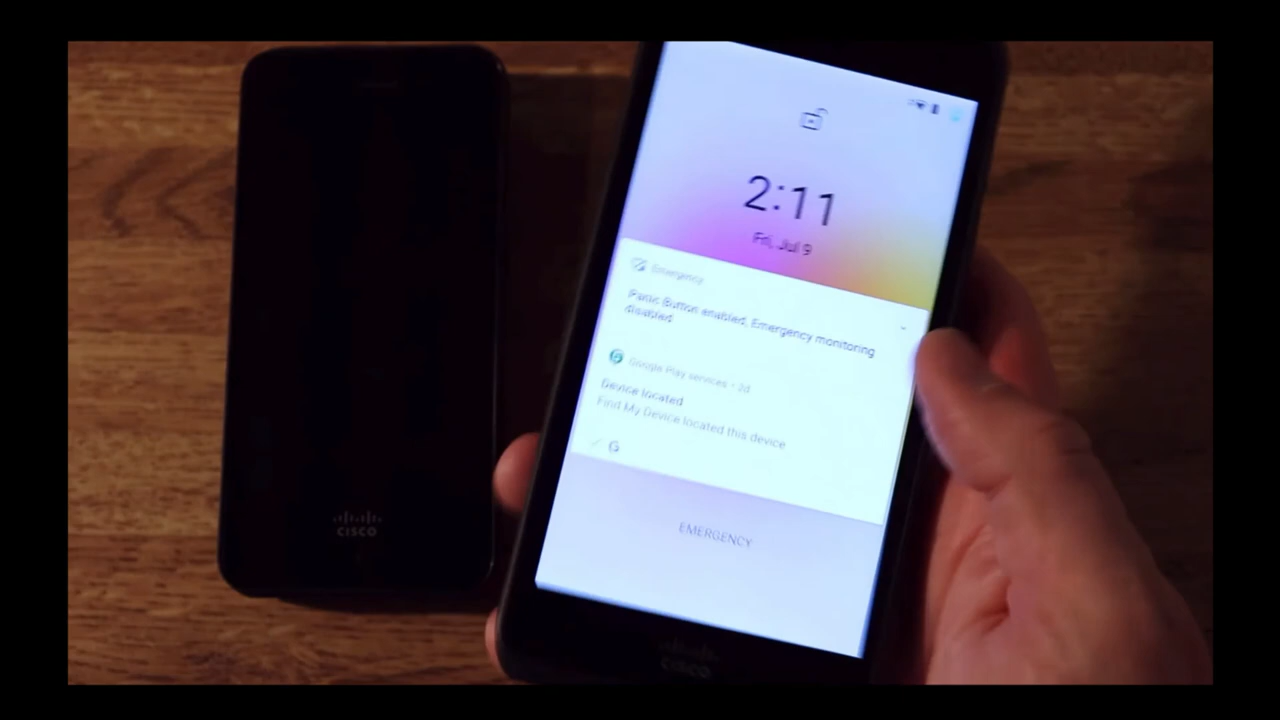 2:11
Fri, Jul 9
Emergency
Panic Button enabled, Emergency monitoring
disabled
Google Play services • 2d
Device located
Find My Device located this device
G
EMERGENCY
CISCO
CISCO